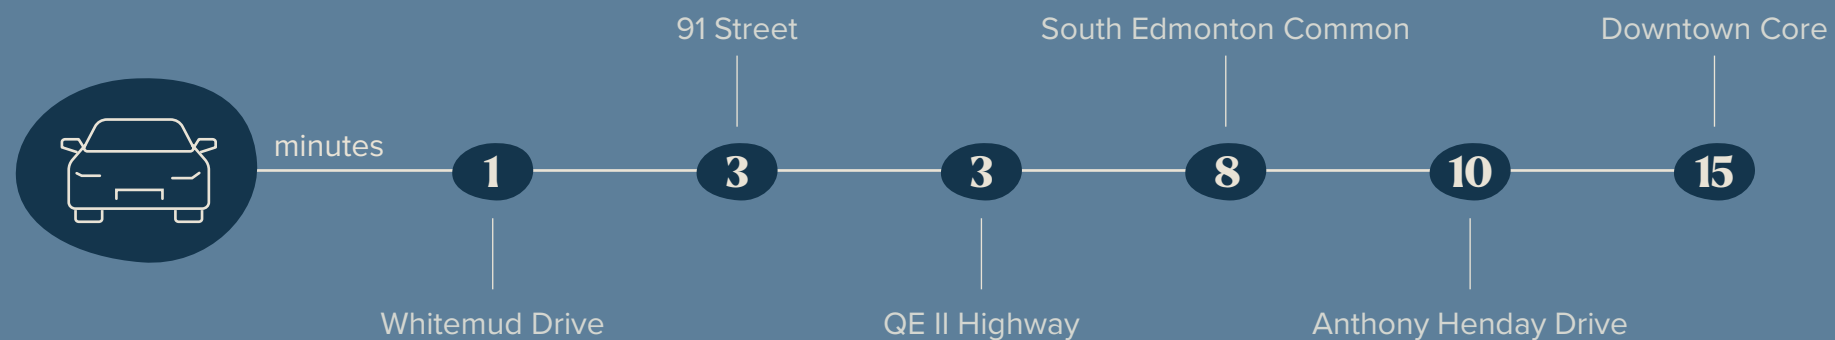 91 Street
South Edmonton Common
Downtown Core
minutes
1
3
3
8
10
15
Whitemud Drive
QE II Highway
Anthony Henday Drive